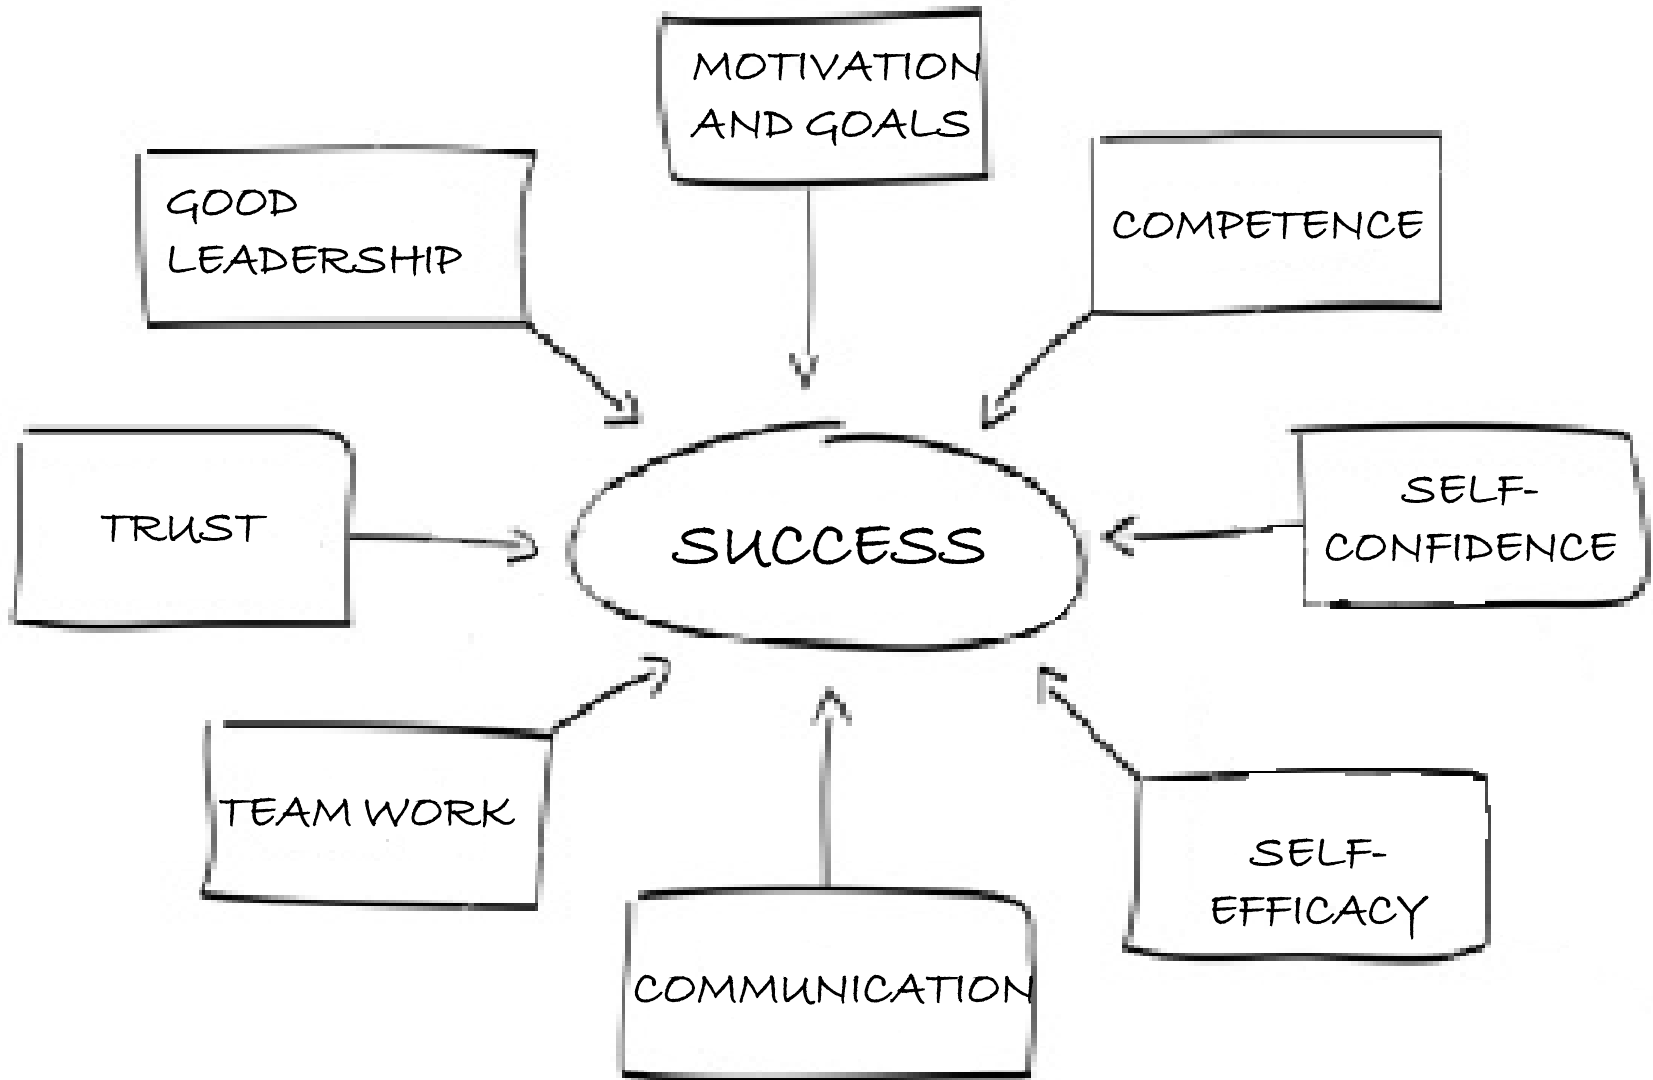 MOTIVATION
AND GOALS
GOOD
LEADERSHIP
COMPETENCE
TRUST
SUCCESS
SELF-
CONFIDENCE
TEAM WORK
SELF-
EFFICACY
COMMUNICATION